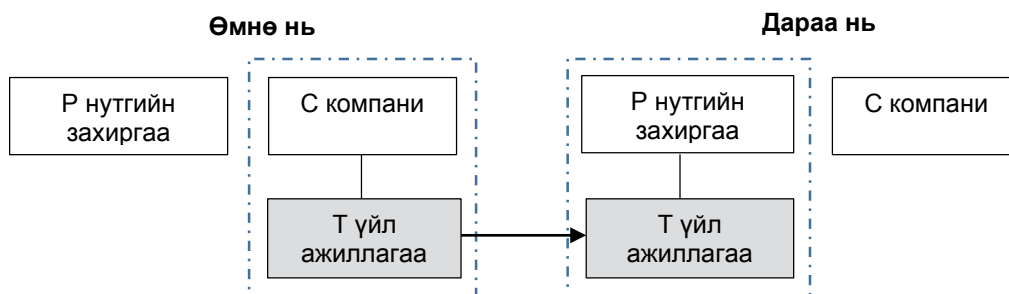 Өмнө нь
Дараа нь
Р нутгийн
захиргаа
С компани
Р нутгийн
захиргаа
С компани
Т үйл
ажиллагаа
Т үйл
ажиллагаа